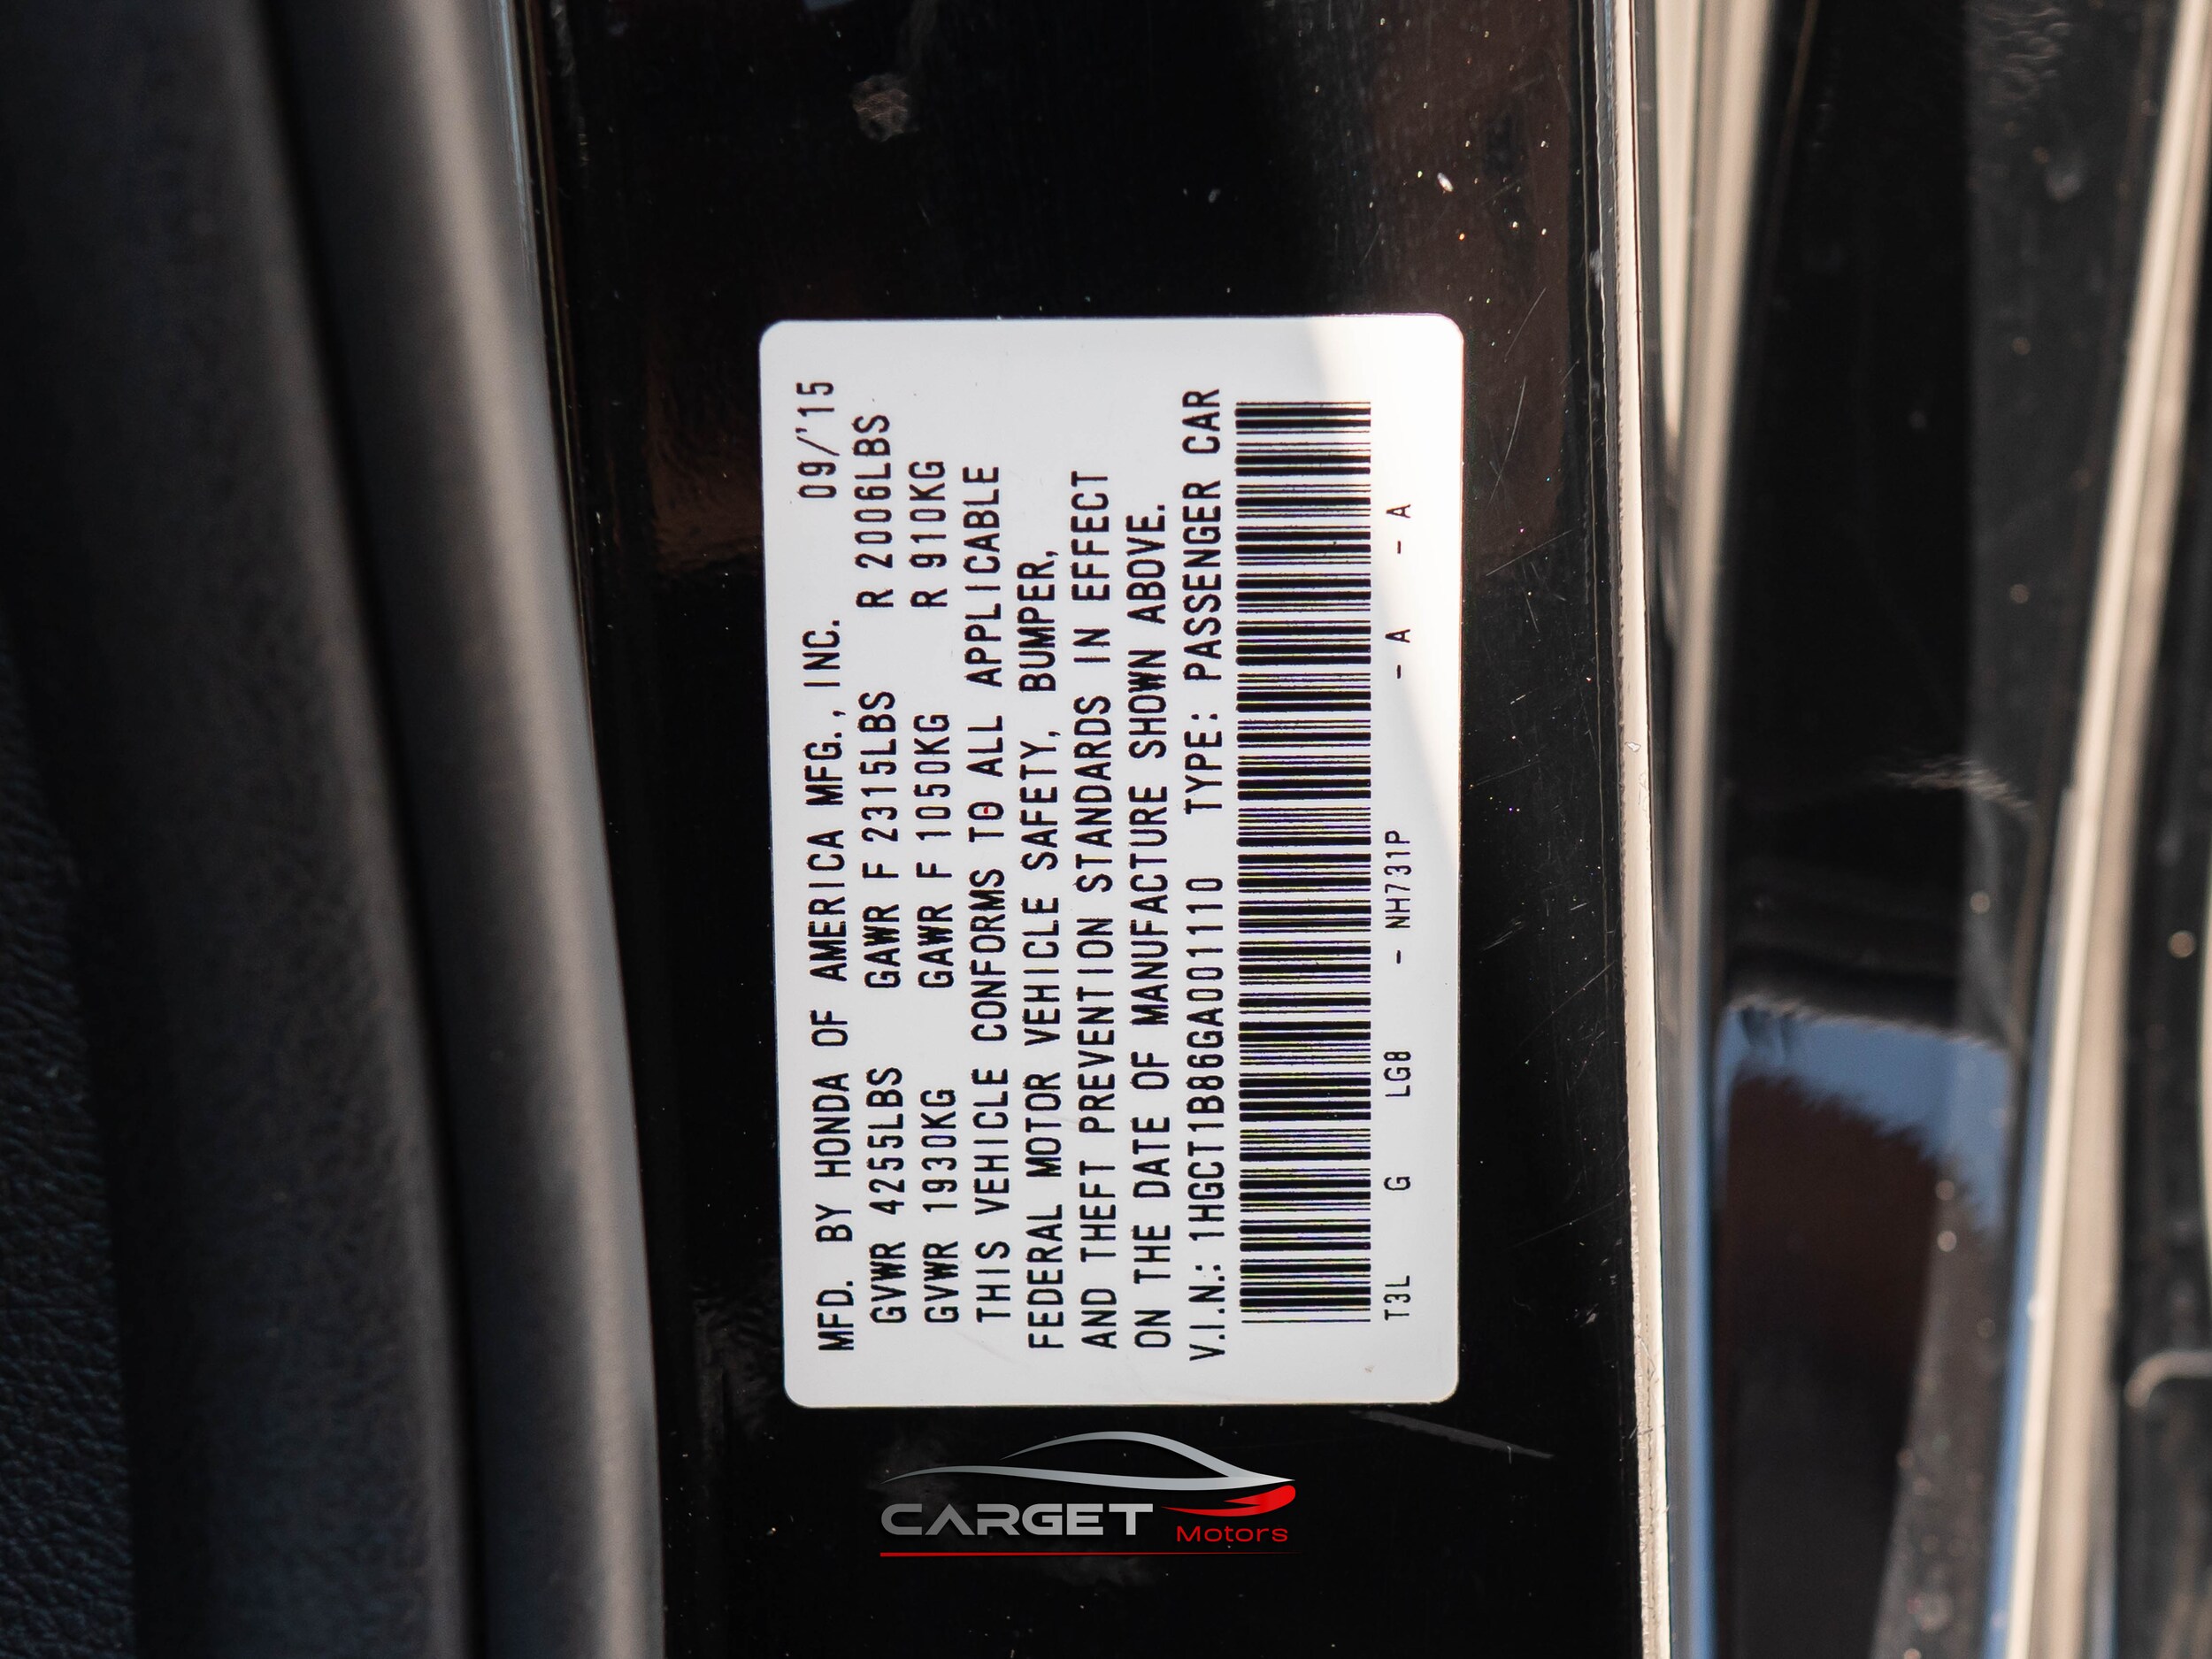 MFD. BY HONDA OF AMERICA MFG., INC. 09/'15
GVWR 4255LBS GAWR F 2315LBS R 2006LBS
GVWR 1930KG GAWR F 1050KG R 910KG
THIS VEHICLE CONFORMS TO ALL APPLICABLE
FEDERAL MOTOR VEHICLE SAFETY, BUMPER,
AND THEFT PREVENTION STANDARDS IN EFFECT
ON THE DATE OF MANUFACTURE SHOWN ABOVE.
V.I.N.: 1HGCT1B86GA001110 TYPE: PASSENGER CAR
T3L G LG8 - NH731P - A - A
CARGET
Motors